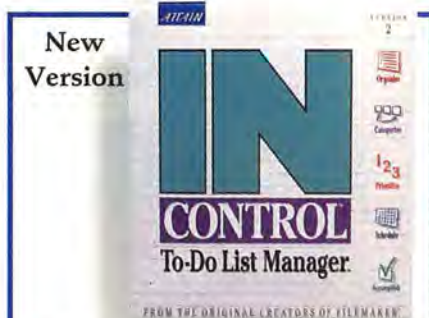 New
Version
ATTAIN
VERSION
2
IN
CONTROL
To-Do List Manager.
Organize
Categorize
123
Prioritize
Schedule
Accomplish
FROM THE ORIGINAL CREATORS OF FILEMAKER